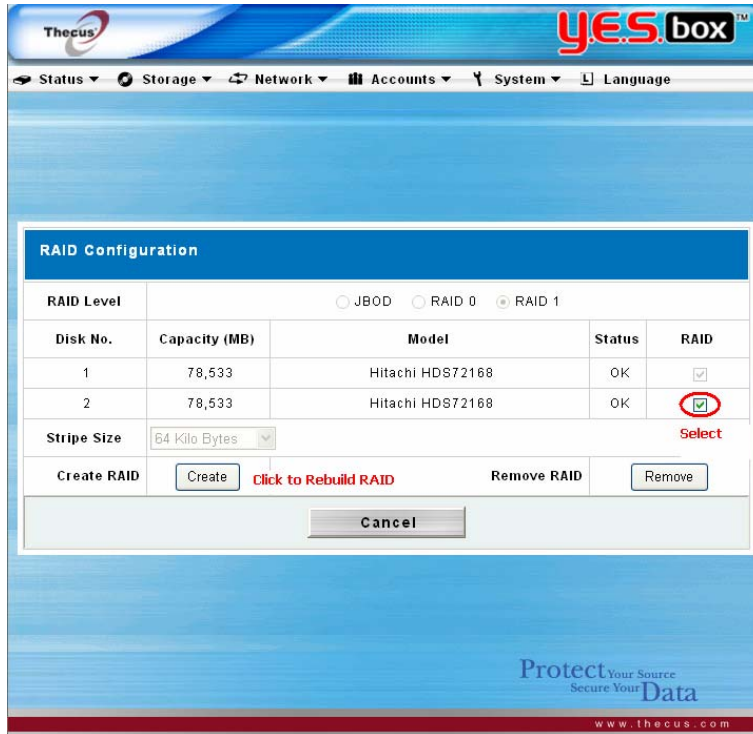 Thecus
Y.E.S.box™
Status Storage Network Accounts System Language
RAID Configuration
RAID Level JBOD RAID 0 RAID 1
Disk No. Capacity (MB) Model Status RAID
1 78,533 Hitachi HDS72168 OK
2 78,533 Hitachi HDS72168 OK
Stripe Size 64 Kilo Bytes Select
Create RAID Create Click to Rebuild RAID Remove RAID Remove
Cancel
Protect Your Source
Secure Your Data
www.thecus.com